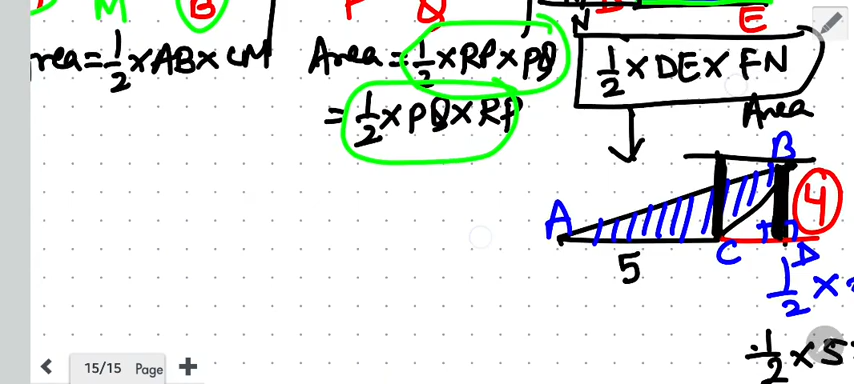 M B P Q N D E
Area = 1/2 × AB × CM
Area = 1/2 × RP × PQ
= 1/2 × PQ × RP
1/2 × DE × FN
Area
A B C D
4
5
1/2 ×
1/2 × 5
15/15 Page +